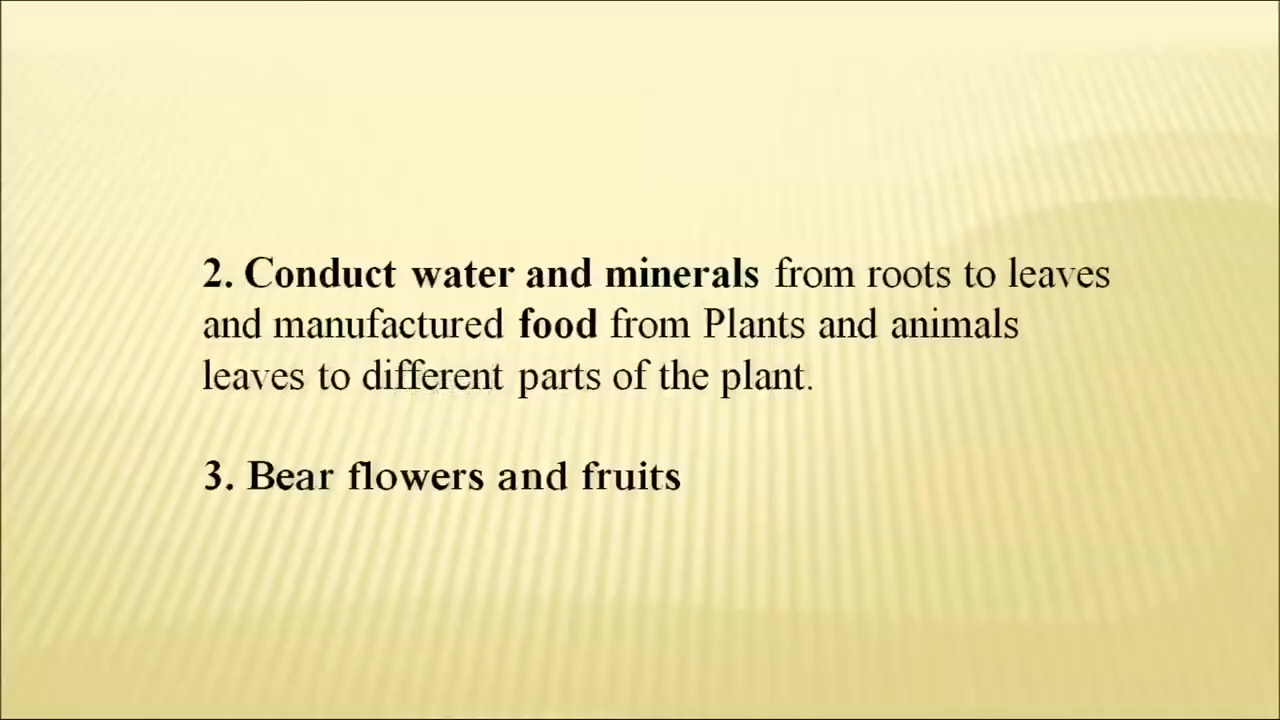 2. Conduct water and minerals from roots to leaves
and manufactured food from Plants and animals
leaves to different parts of the plant.
3. Bear flowers and fruits